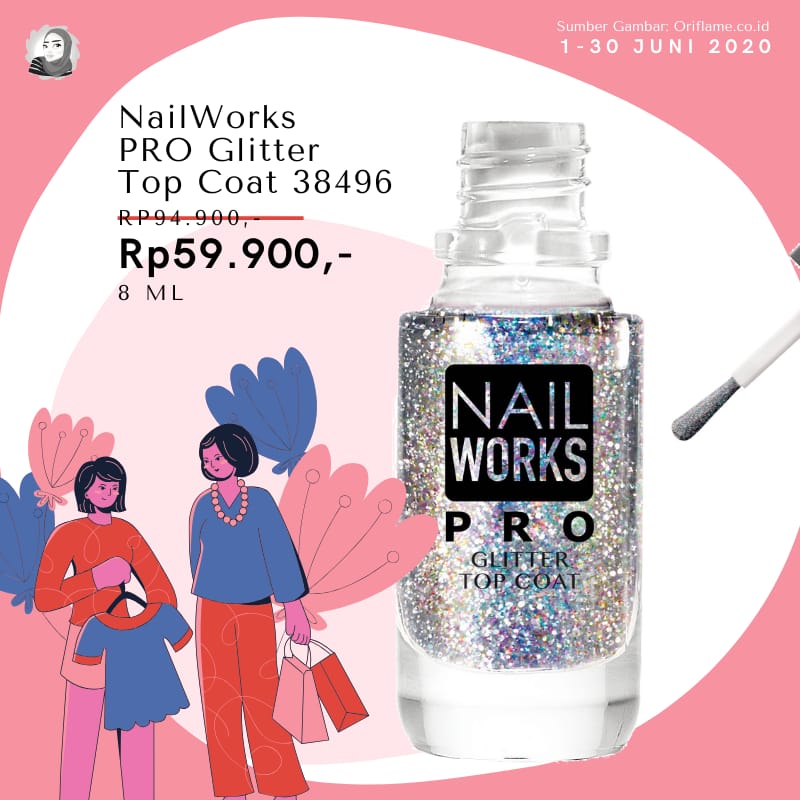 Sumber Gambar: Oriflame.co.id
1-30 JUNI 2020
NailWorks
PRO Glitter
Top Coat 38496
RP94.900,-
Rp59.900,-
8 ML
NAIL
WORKS
PRO
GLITTER
TOP COAT